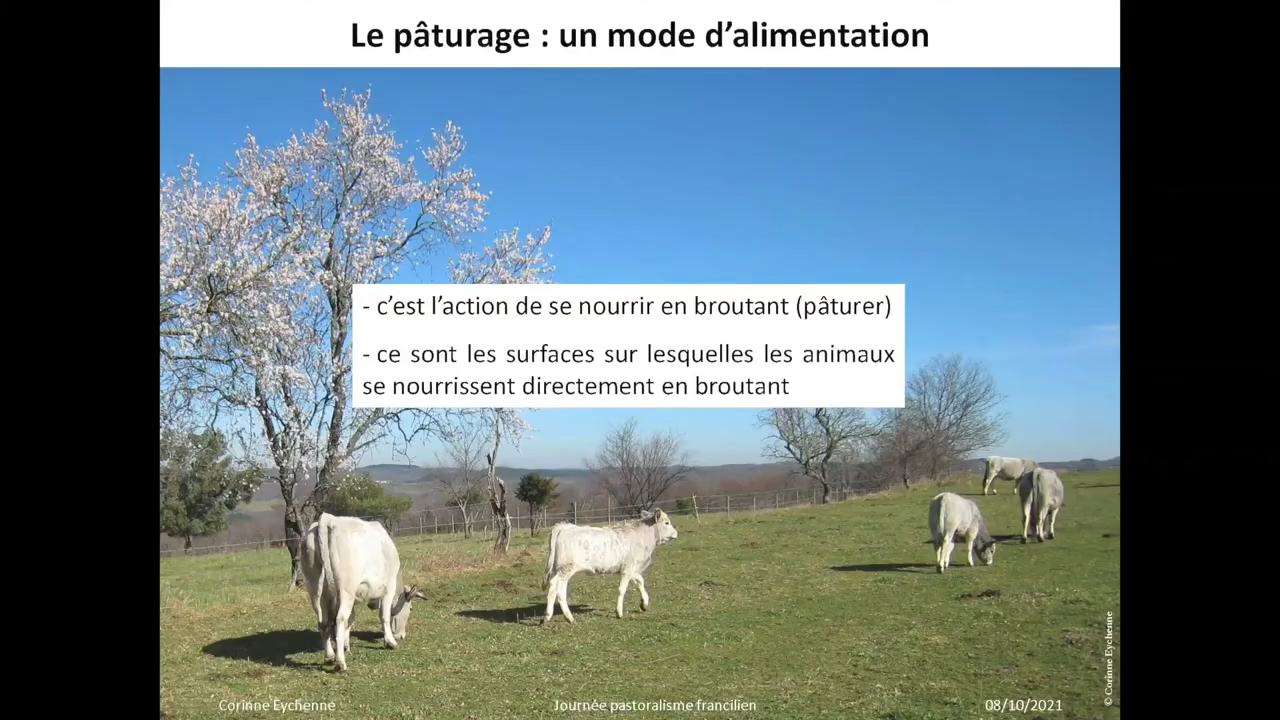 Le pâturage : un mode d’alimentation
- c’est l’action de se nourrir en broutant (pâturer)
- ce sont les surfaces sur lesquelles les animaux
se nourrissent directement en broutant
© Corinne Eychenne
Corinne Eychenne
Journée pastoralisme francilien
08/10/2021